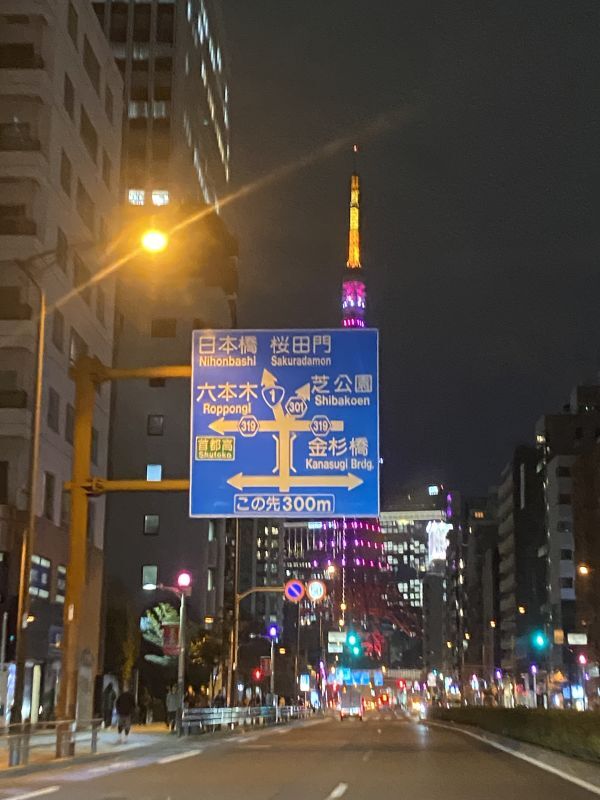 日本橋 桜田門
Nihonbashi Sakuradamon
六本木 1 芝公園
Roppongi 301 Shibakoen
319 319
首都高 金杉橋
Shutoko Kanasugi Brdg.
この先300m